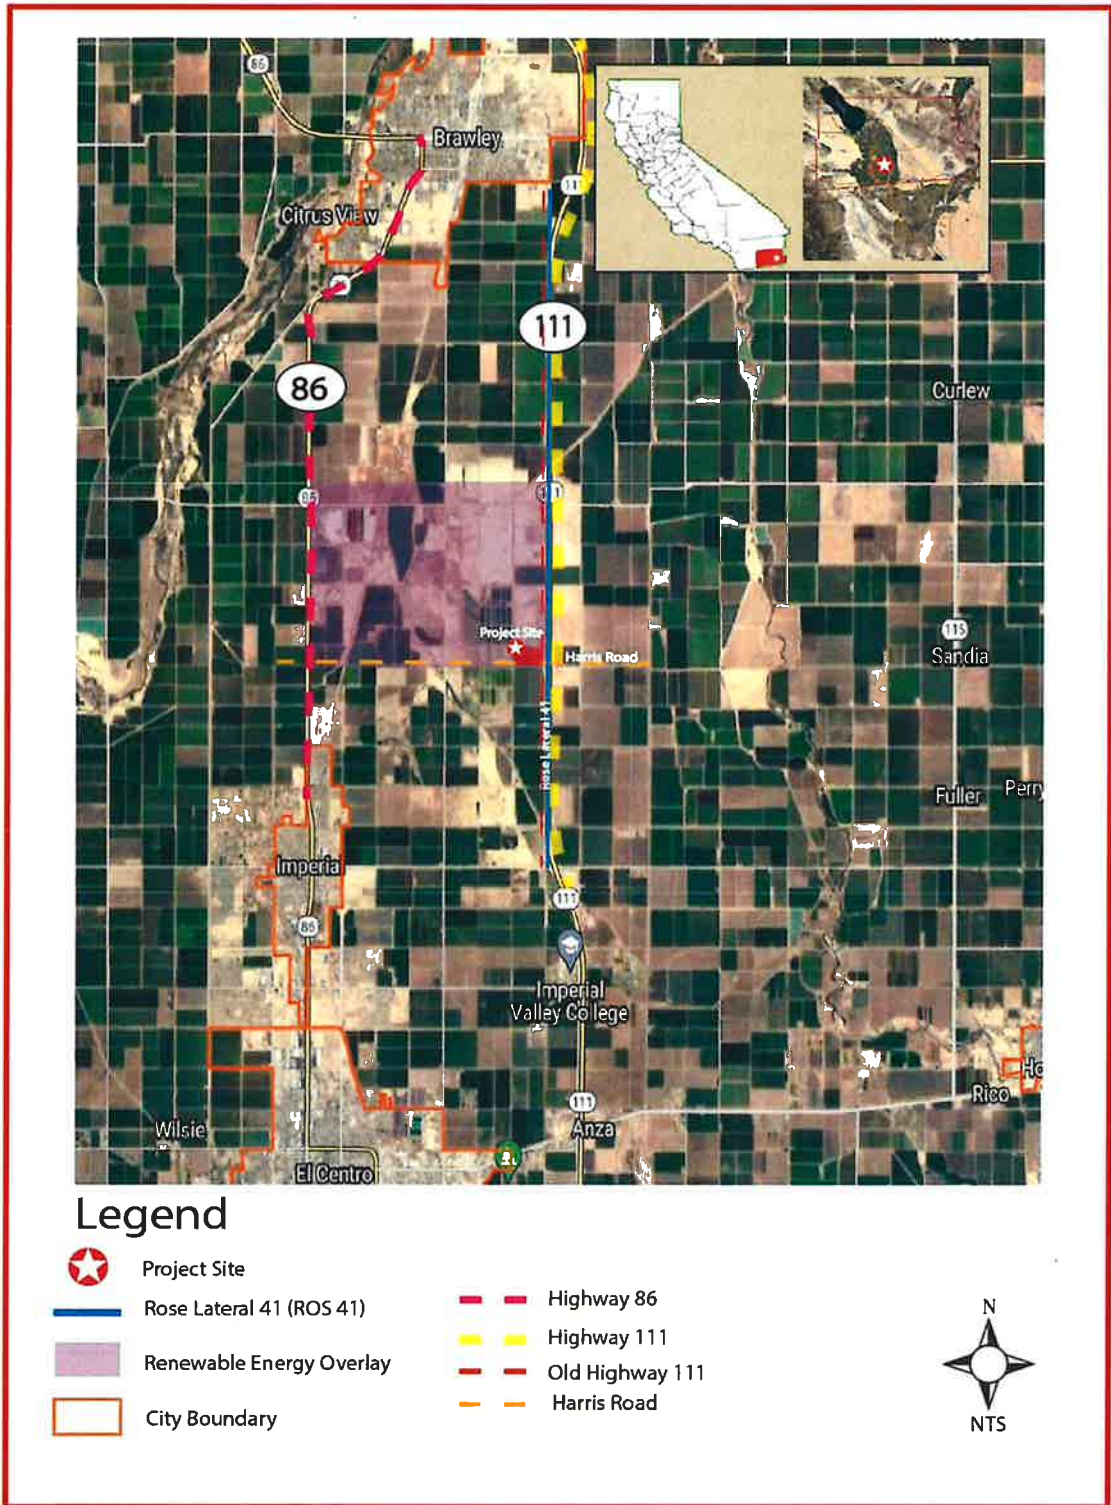 86
Brawley
111
Citrus View
111
86
Curlew
86
Project Site
Harris Road
115
Sandia
Rose Lateral 41
Fuller
Perry
Imperial
111
86
Imperial
Valley College
Rico
111
Wilsie
Anza
El Centro
Legend
Project Site
Rose Lateral 41 (ROS 41)
Renewable Energy Overlay
City Boundary
Highway 86
Highway 111
Old Highway 111
Harris Road
N
NTS